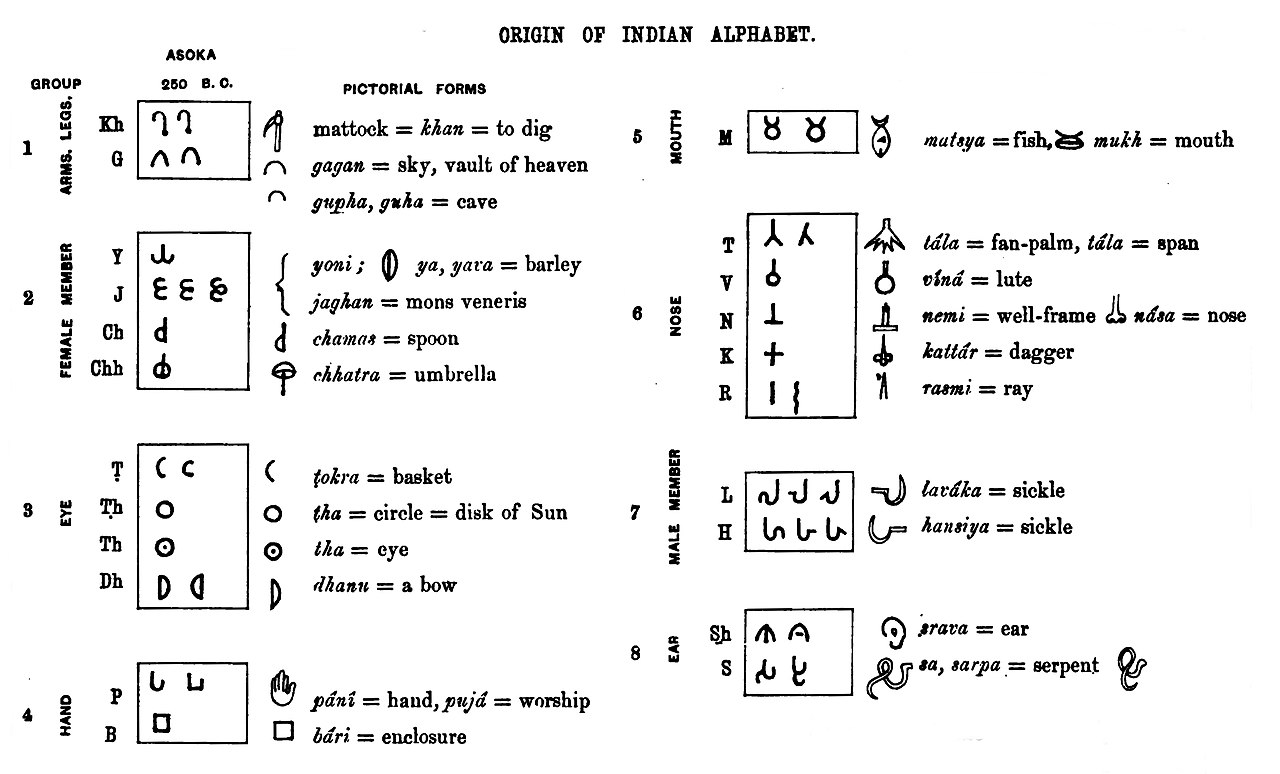 ORIGIN OF INDIAN ALPHABET.
ASOKA
GROUP 250 B. C. PICTORIAL FORMS
1 ARMS. LEGS.
Kh mattock = khan = to dig
G gagan = sky, vault of heaven
gupha, guha = cave
2 FEMALE MEMBER
Y yoni ; ya, yava = barley
J jaghan = mons veneris
Ch chamas = spoon
Chh chhatra = umbrella
3 EYE
Ṭ ṭokra = basket
Ṭh ṭha = circle = disk of Sun
Th tha = eye
Dh dhanu = a bow
4 HAND
P pánî = hand, pujá = worship
B bári = enclosure
5 MOUTH
M matsya = fish, mukh = mouth
6 NOSE
T tála = fan-palm, tála = span
V vîná = lute
N nemi = well-frame nása = nose
K kattár = dagger
R rasmi = ray
7 MALE MEMBER
L laváka = sickle
H hansiya = sickle
8 EAR
Sh srava = ear
S sa, sarpa = serpent